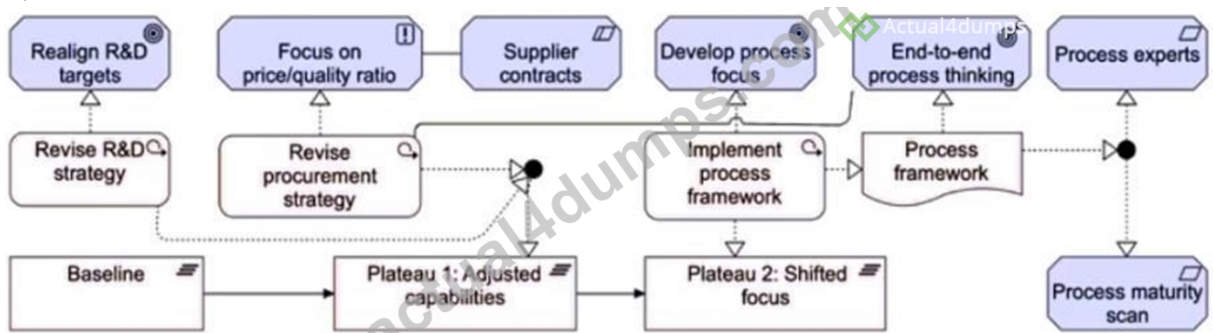 Realign R&D
targets
Focus on
price/quality ratio
Supplier
contracts
Develop process
focus
End-to-end
process thinking
Process experts
Actual4dumps
Revise R&D
strategy
Revise
procurement
strategy
Implement
process
framework
Process
framework
Baseline
Plateau 1: Adjusted
capabilities
Plateau 2: Shifted
focus
Process maturity
scan
actual4dumps.com